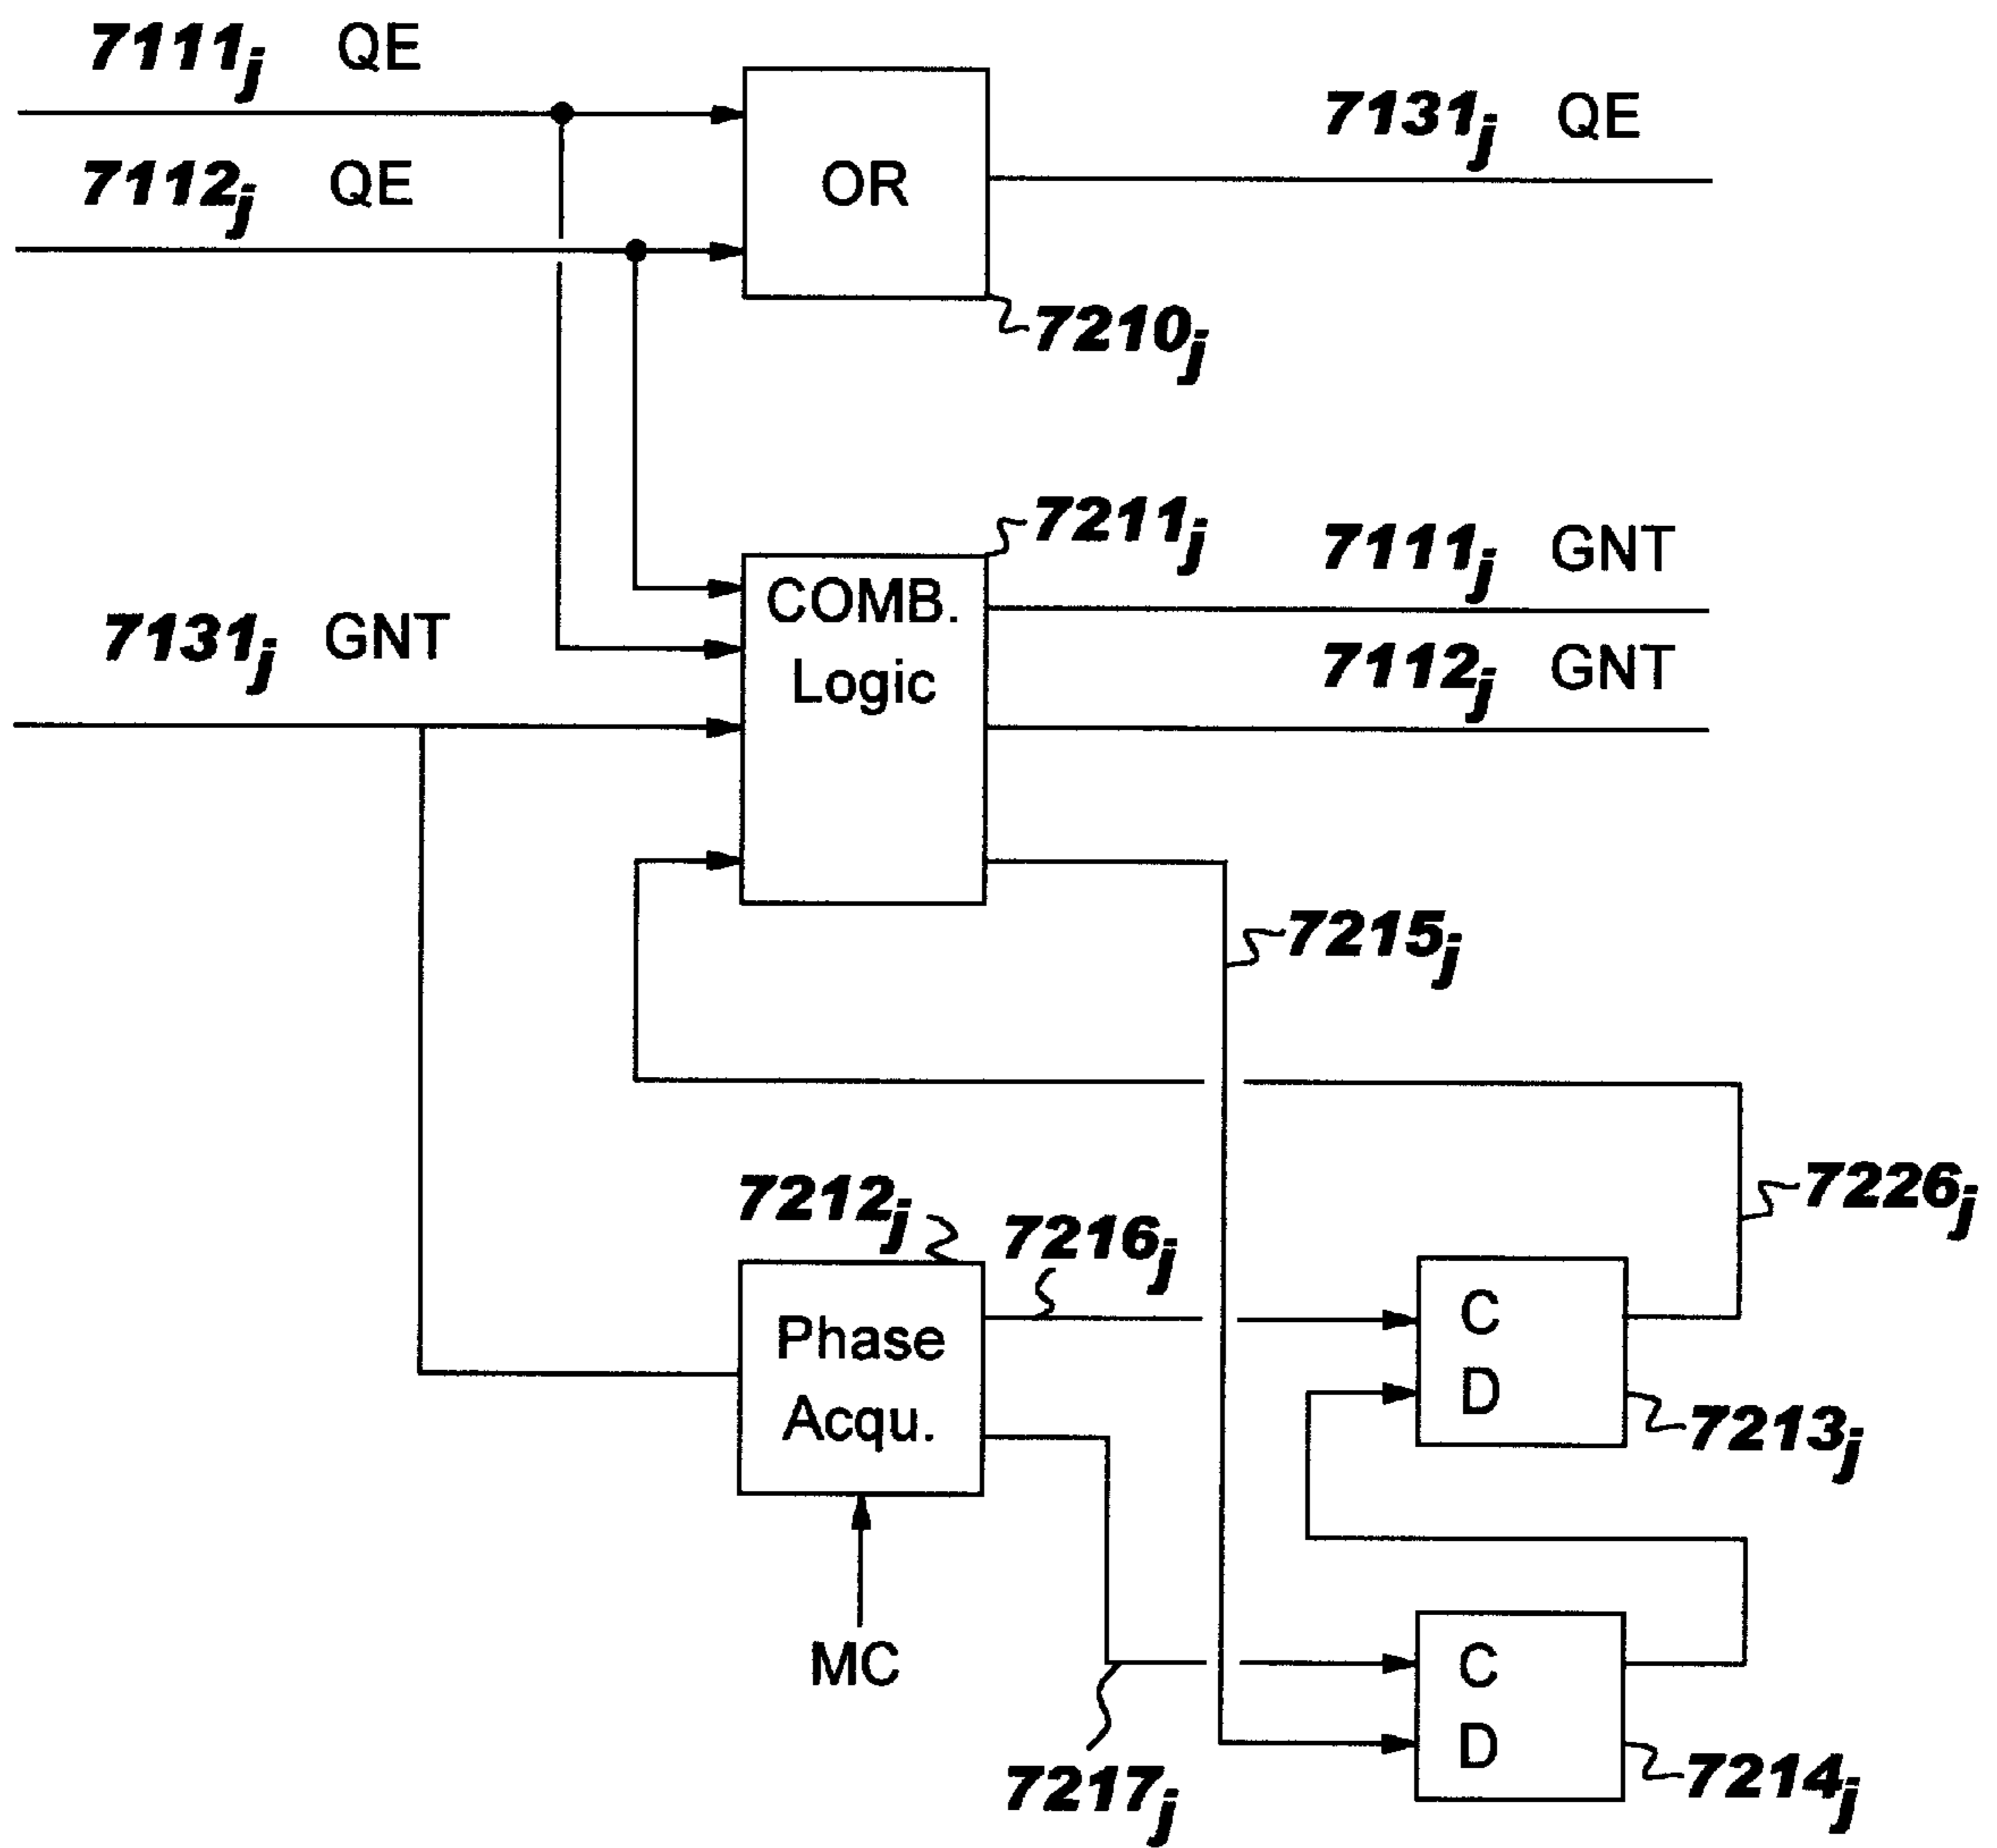 7111j QE
7112j QE
OR
7131j QE
7210j
7211j
COMB.
Logic
7111j GNT
7131j GNT
7112j GNT
7215j
7226j
7212j
7216j
Phase
Acqu.
C
D
7213j
MC
C
D
7217j
7214j